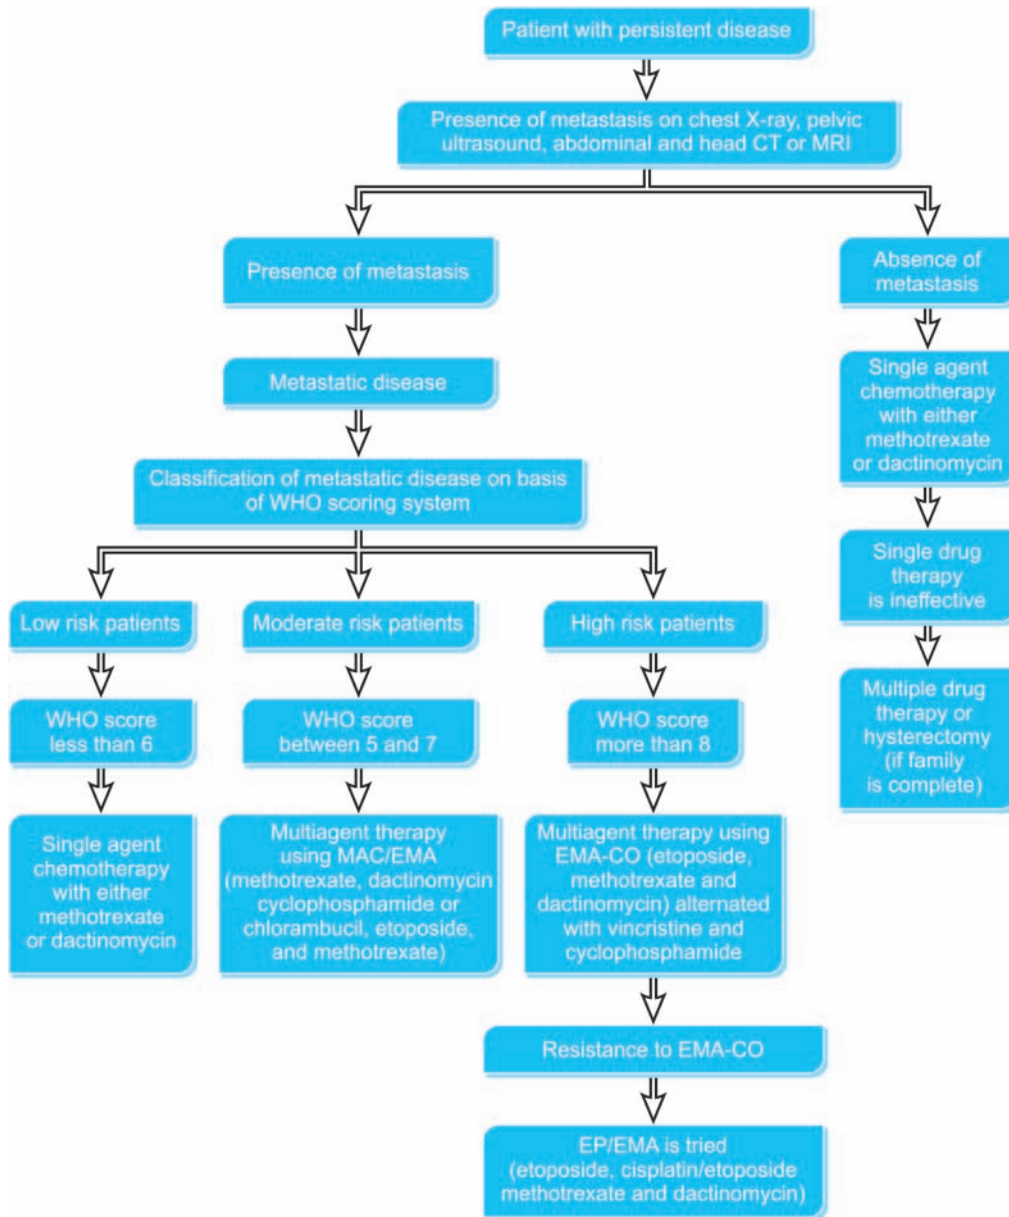 Patient with persistent disease
Presence of metastasis on chest X-ray, pelvic
ultrasound, abdominal and head CT or MRI
Presence of metastasis
Absence of
metastasis
Metastatic disease
Single agent
chemotherapy
with either
methotrexate
or dactinomycin
Classification of metastatic disease on basis
of WHO scoring system
Single drug
therapy
is ineffective
Low risk patients
Moderate risk patients
High risk patients
Multiple drug
therapy or
hysterectomy
(if family
is complete)
WHO score
less than 6
WHO score
between 5 and 7
WHO score
more than 8
Single agent
chemotherapy
with either
methotrexate
or dactinomycin
Multiagent therapy
using MAC/EMA
(methotrexate, dactinomycin
cyclophosphamide or
chlorambucil, etoposide,
and methotrexate)
Multiagent therapy using
EMA-CO (etoposide,
methotrexate and
dactinomycin) alternated
with vincristine and
cyclophosphamide
Resistance to EMA-CO
EP/EMA is tried
(etoposide, cisplatin/etoposide
methotrexate and dactinomycin)